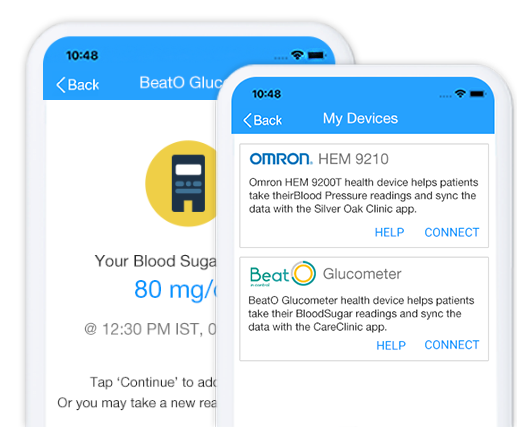 10:48
Back
BeatO Gluc
Your Blood Suga
80 mg/
@ 12:30 PM IST, 0
Tap ‘Continue’ to add
Or you may take a new rea
10:48
Back
My Devices
OMRON HEM 9210
Omron HEM 9200T health device helps patients
take theirBlood Pressure readings and sync the
data with the Silver Oak Clinic app.
HELP CONNECT
BeatO Glucometer
BeatO Glucometer health device helps patients
take their BloodSugar readings and sync the
data with the CareClinic app.
HELP CONNECT